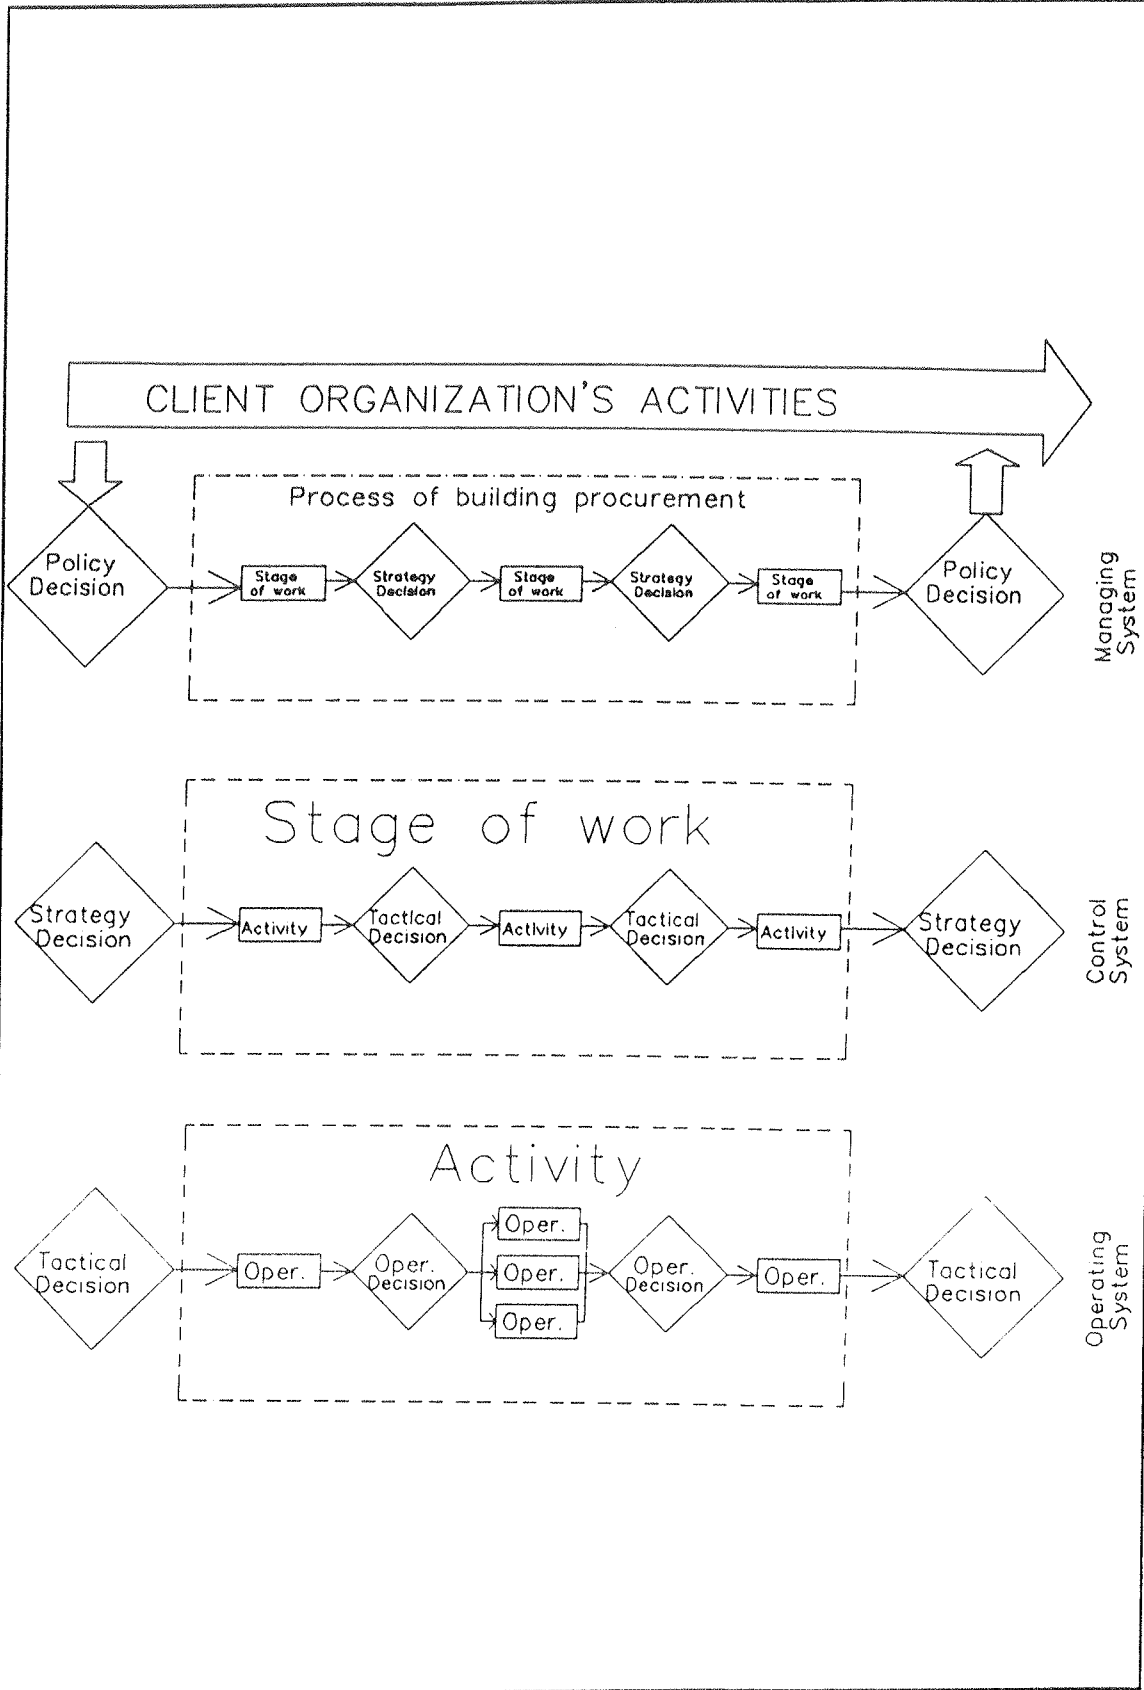 CLIENT ORGANIZATION'S ACTIVITIES
Process of building procurement
Policy
Decision
Stage
of work
Strategy
Decision
Stage
of work
Strategy
Decision
Stage
of work
Policy
Decision
Managing
System
Stage of work
Strategy
Decision
Activity
Tactical
Decision
Activity
Tactical
Decision
Activity
Strategy
Decision
Control
System
Activity
Tactical
Decision
Oper.
Oper.
Decision
Oper.
Oper.
Oper.
Oper.
Decision
Oper.
Tactical
Decision
Operating
System